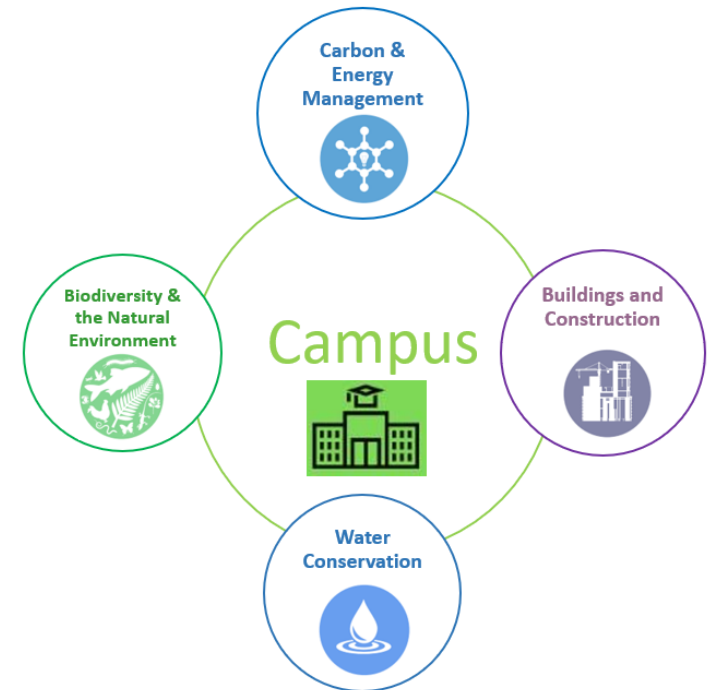 Carbon &
Energy
Management
Biodiversity &
the Natural
Environment
Campus
Buildings and
Construction
Water
Conservation